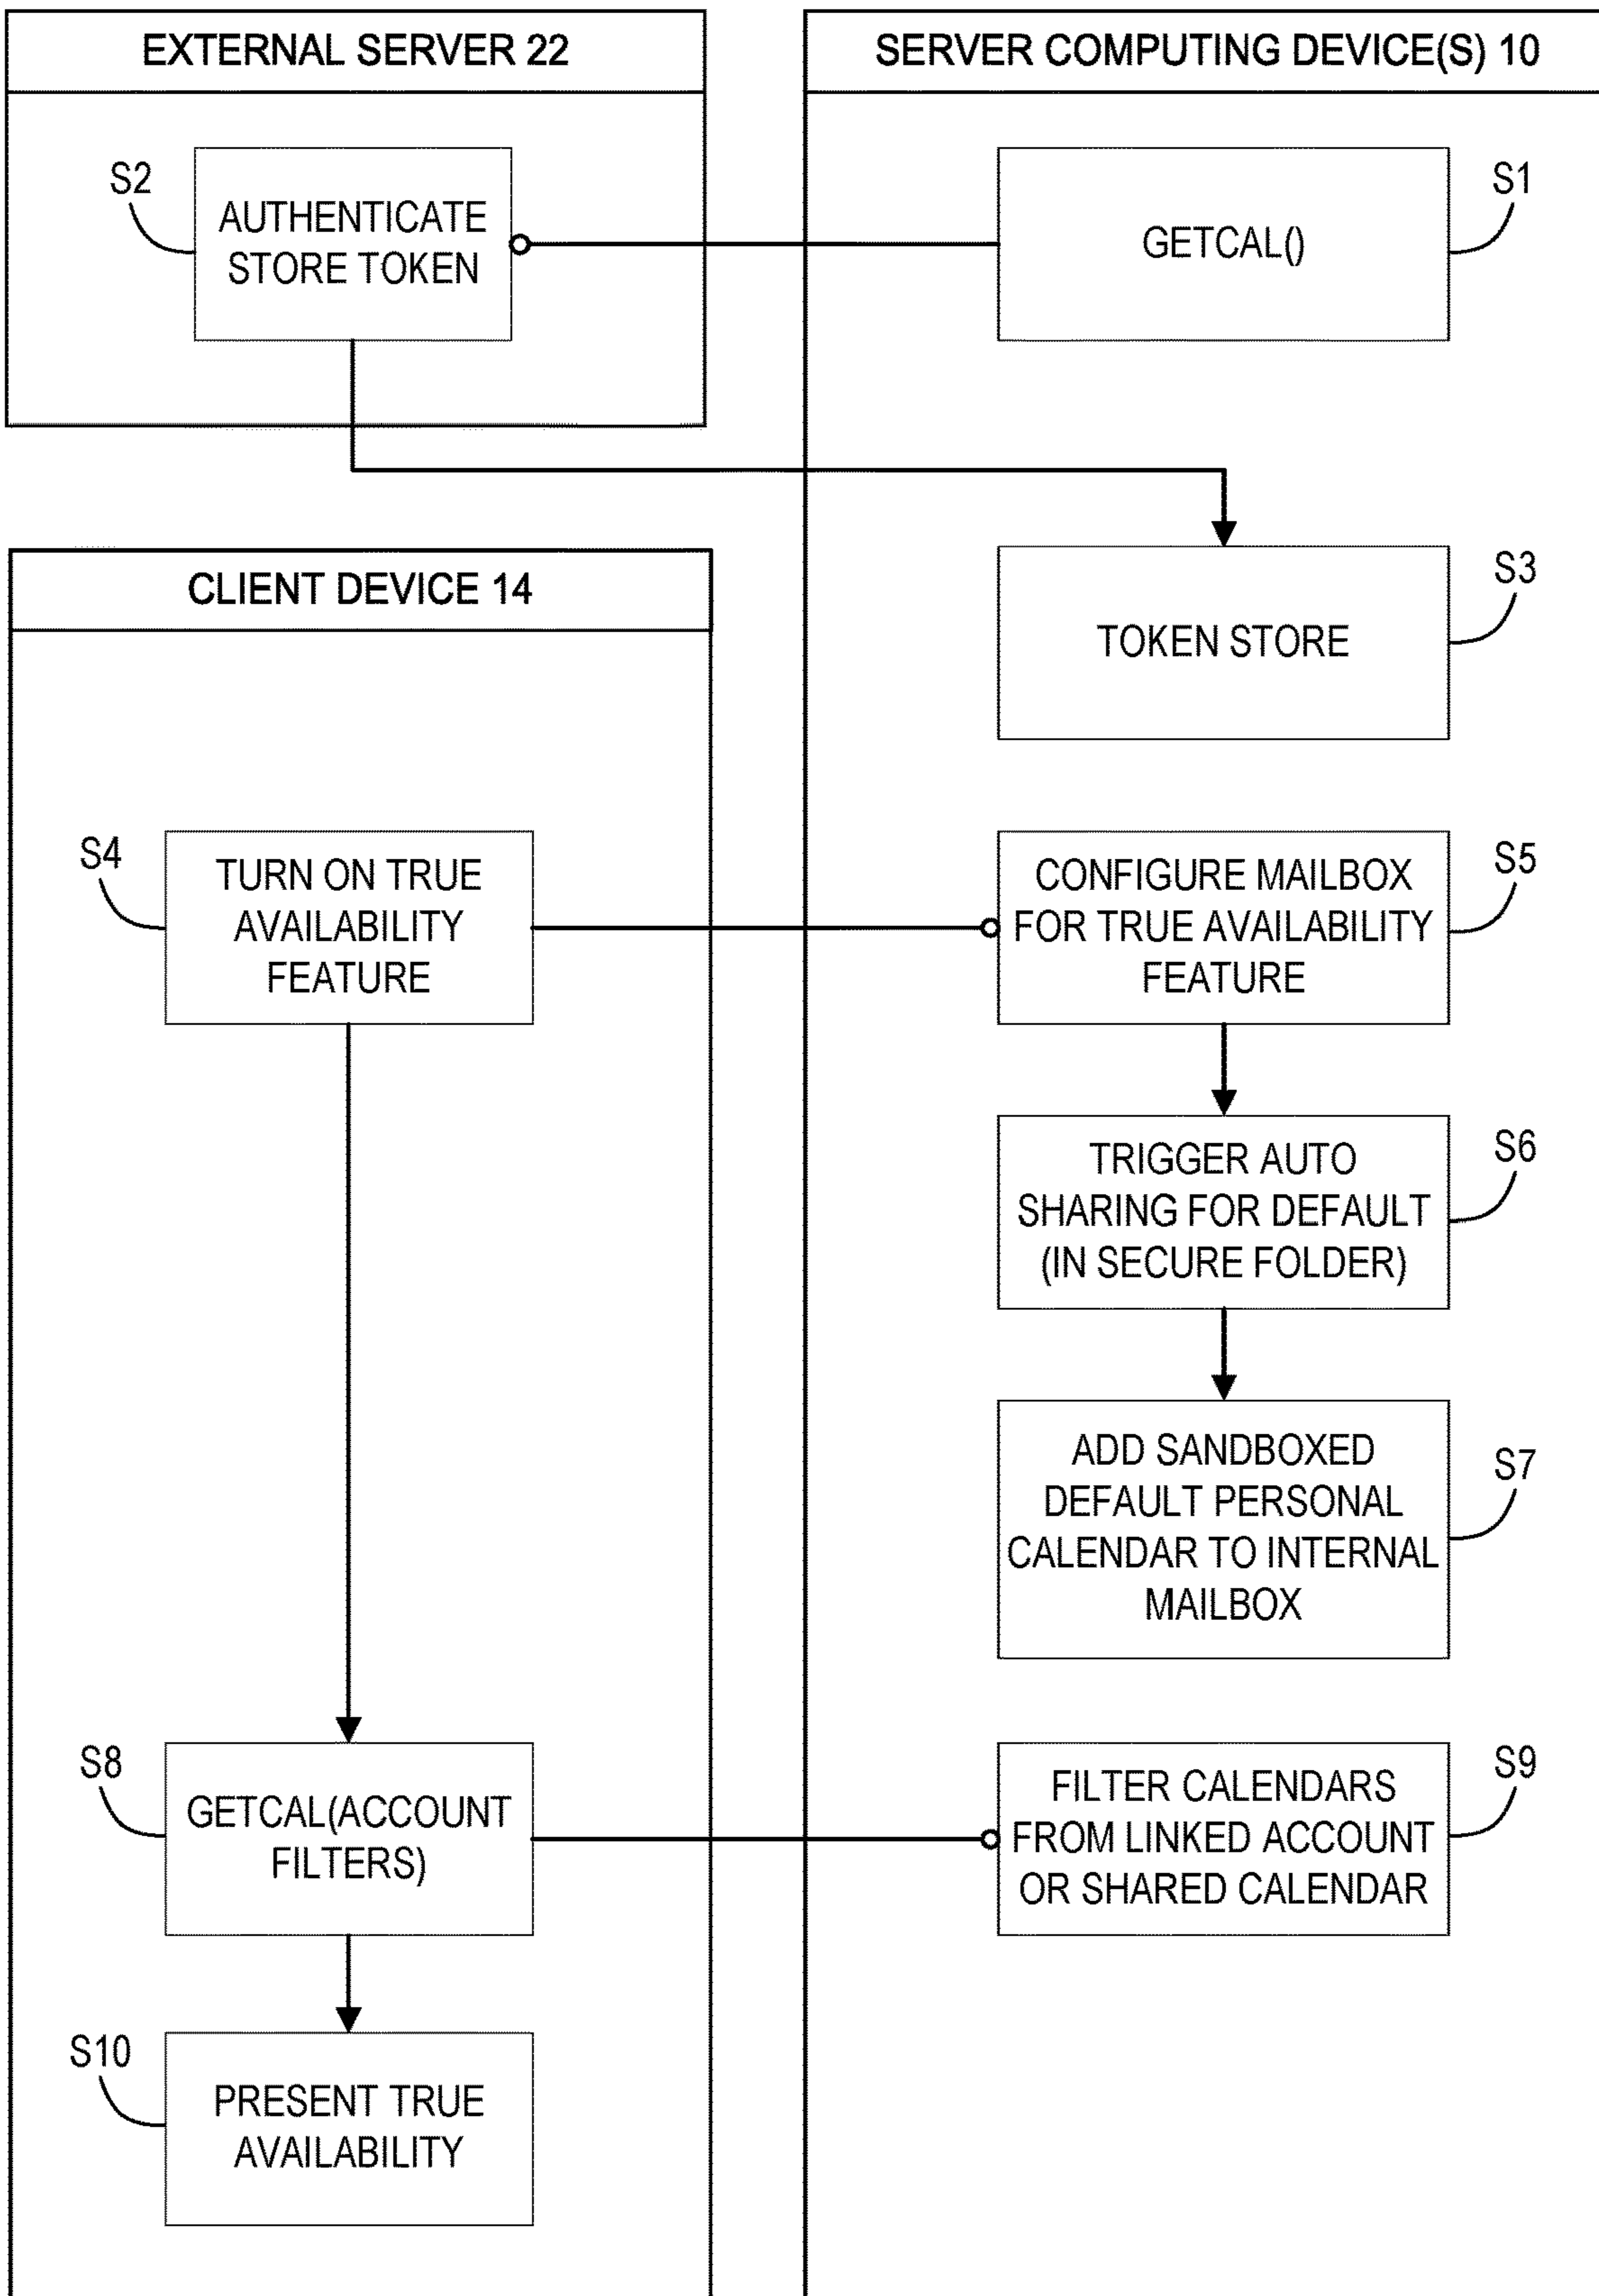 EXTERNAL SERVER 22
SERVER COMPUTING DEVICE(S) 10
S2
AUTHENTICATE
STORE TOKEN
GETCAL()
S1
CLIENT DEVICE 14
TOKEN STORE
S3
S4
TURN ON TRUE
AVAILABILITY
FEATURE
CONFIGURE MAILBOX
FOR TRUE AVAILABILITY
FEATURE
S5
TRIGGER AUTO
SHARING FOR DEFAULT
(IN SECURE FOLDER)
S6
ADD SANDBOXED
DEFAULT PERSONAL
CALENDAR TO INTERNAL
MAILBOX
S7
S8
GETCAL(ACCOUNT
FILTERS)
FILTER CALENDARS
FROM LINKED ACCOUNT
OR SHARED CALENDAR
S9
S10
PRESENT TRUE
AVAILABILITY